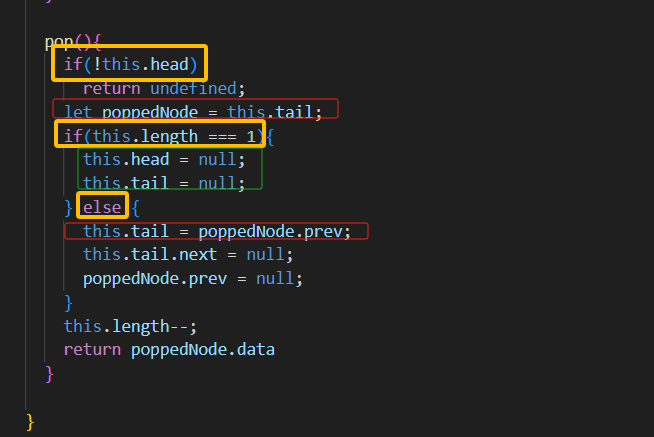 }
pop(){
if(!this.head)
return undefined;
let poppedNode = this.tail;
if(this.length === 1){
this.head = null;
this.tail = null;
} else {
this.tail = poppedNode.prev;
this.tail.next = null;
poppedNode.prev = null;
}
this.length--;
return poppedNode.data
}
}